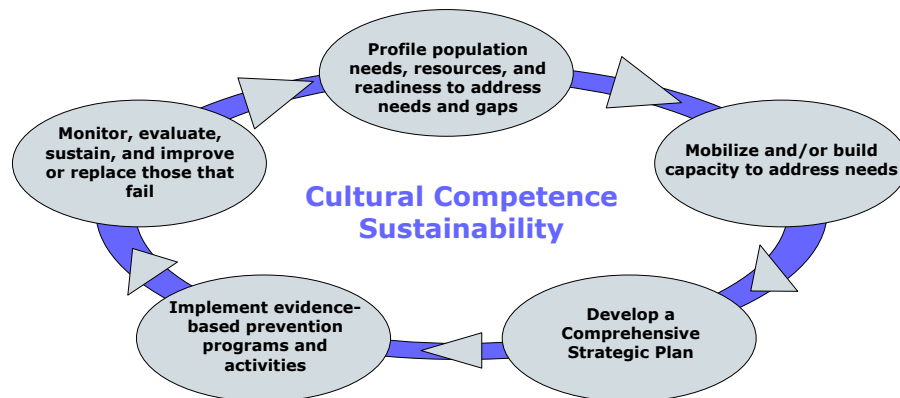 Profile population
needs, resources, and
readiness to address
needs and gaps
Mobilize and/or build
capacity to address needs
Develop a
Comprehensive
Strategic Plan
Implement evidence-
based prevention
programs and
activities
Monitor, evaluate,
sustain, and improve
or replace those that
fail
Cultural Competence
Sustainability